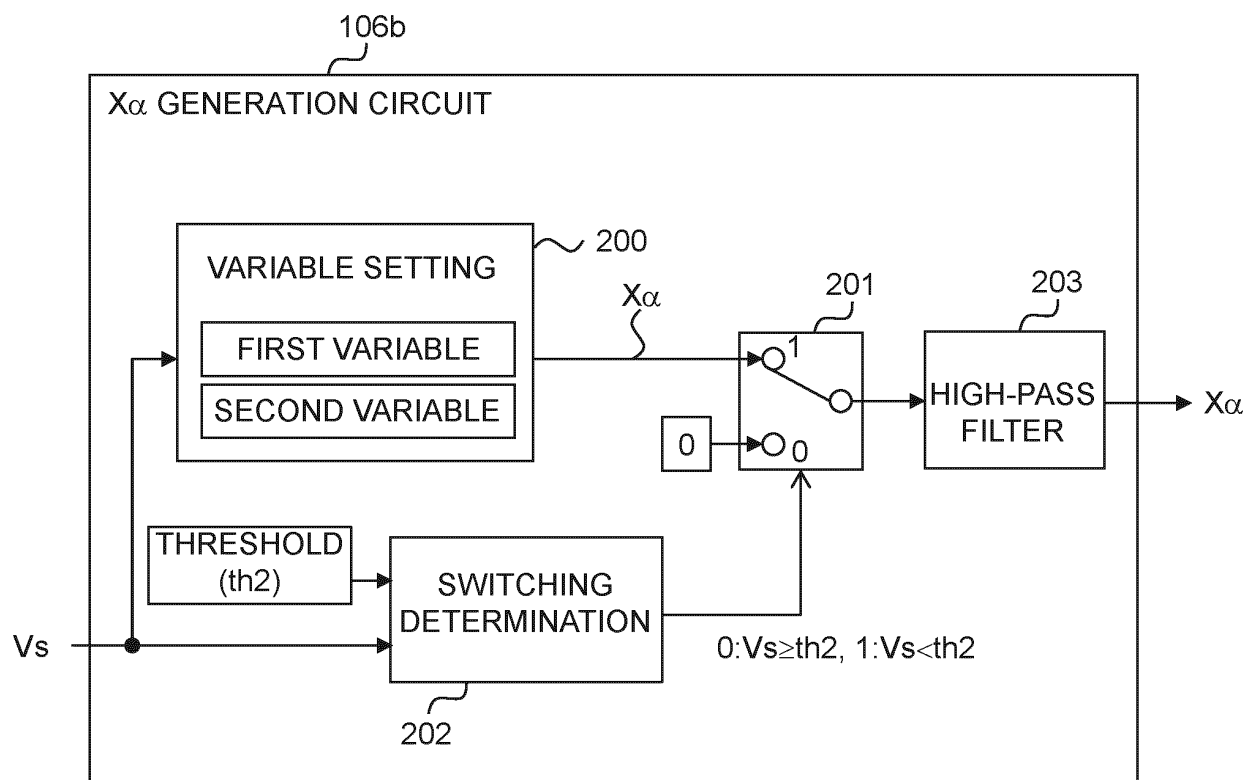 106b
Xα GENERATION CIRCUIT
200
VARIABLE SETTING
FIRST VARIABLE
SECOND VARIABLE
Xα
201
1
0
0
203
HIGH-PASS
FILTER
Xα
THRESHOLD
(th2)
SWITCHING
DETERMINATION
Vs
0:Vs≥th2, 1:Vs<th2
202